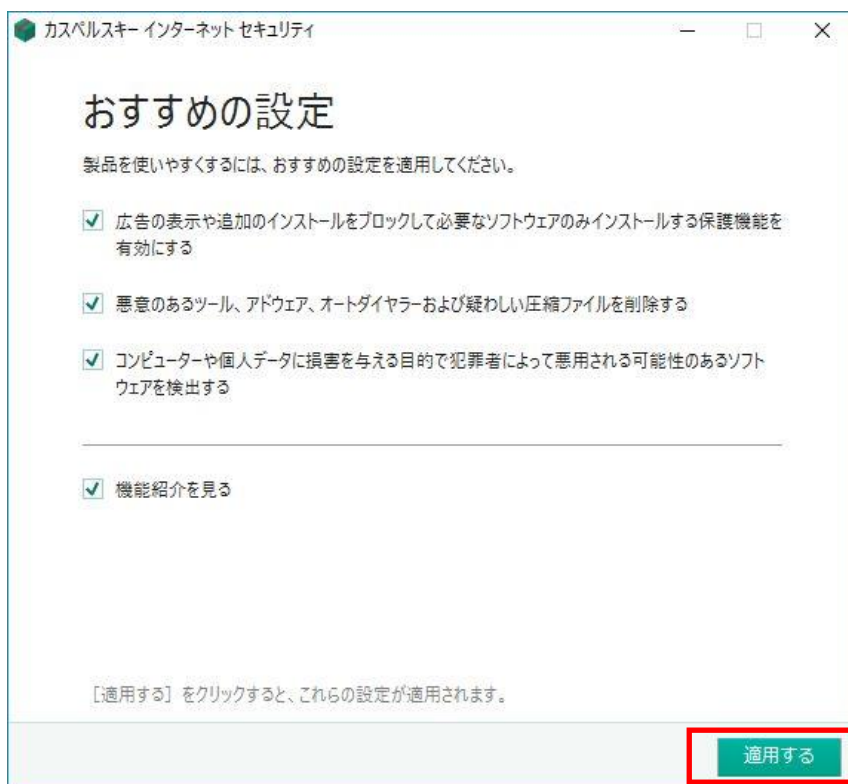 カスペルスキー インターネット セキュリティ
おすすめの設定
製品を使いやすくするには、おすすめの設定を適用してください。
広告の表示や追加のインストールをブロックして必要なソフトウェアのみインストールする保護機能を
有効にする
悪意のあるツール、アドウェア、オートダイヤラーおよび疑わしい圧縮ファイルを削除する
コンピューターや個人データに損害を与える目的で犯罪者によって悪用される可能性のあるソフト
ウェアを検出する
機能紹介を見る
［適用する］をクリックすると、これらの設定が適用されます。
適用する